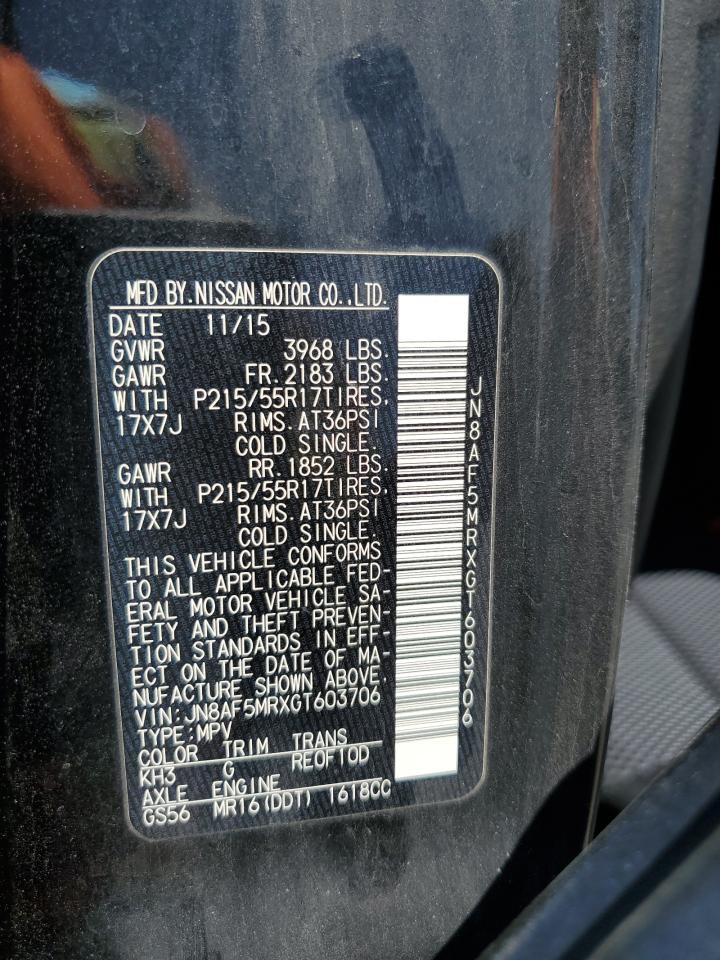 MFD BY.NISSAN MOTOR CO.,LTD.
DATE 11/15
GVWR 3968 LBS.
GAWR FR.2183 LBS.
WITH P215/55R17TIRES,
17X7J RIMS.AT36PSI
COLD SINGLE.
GAWR RR.1852 LBS.
WITH P215/55R17TIRES,
17X7J RIMS.AT36PSI
COLD SINGLE.
THIS VEHICLE CONFORMS
TO ALL APPLICABLE FED-
ERAL MOTOR VEHICLE SA-
FETY AND THEFT PREVEN-
TION STANDARDS IN EFF-
ECT ON THE DATE OF MA-
NUFACTURE SHOWN ABOVE.
VIN:JN8AF5MRXGT603706
TYPE:MPV
COLOR TRIM TRANS
KH3 G RE0F10D
AXLE ENGINE
GS56 MR16(DDT) 1618CC
JN8AF5MRXGT603706